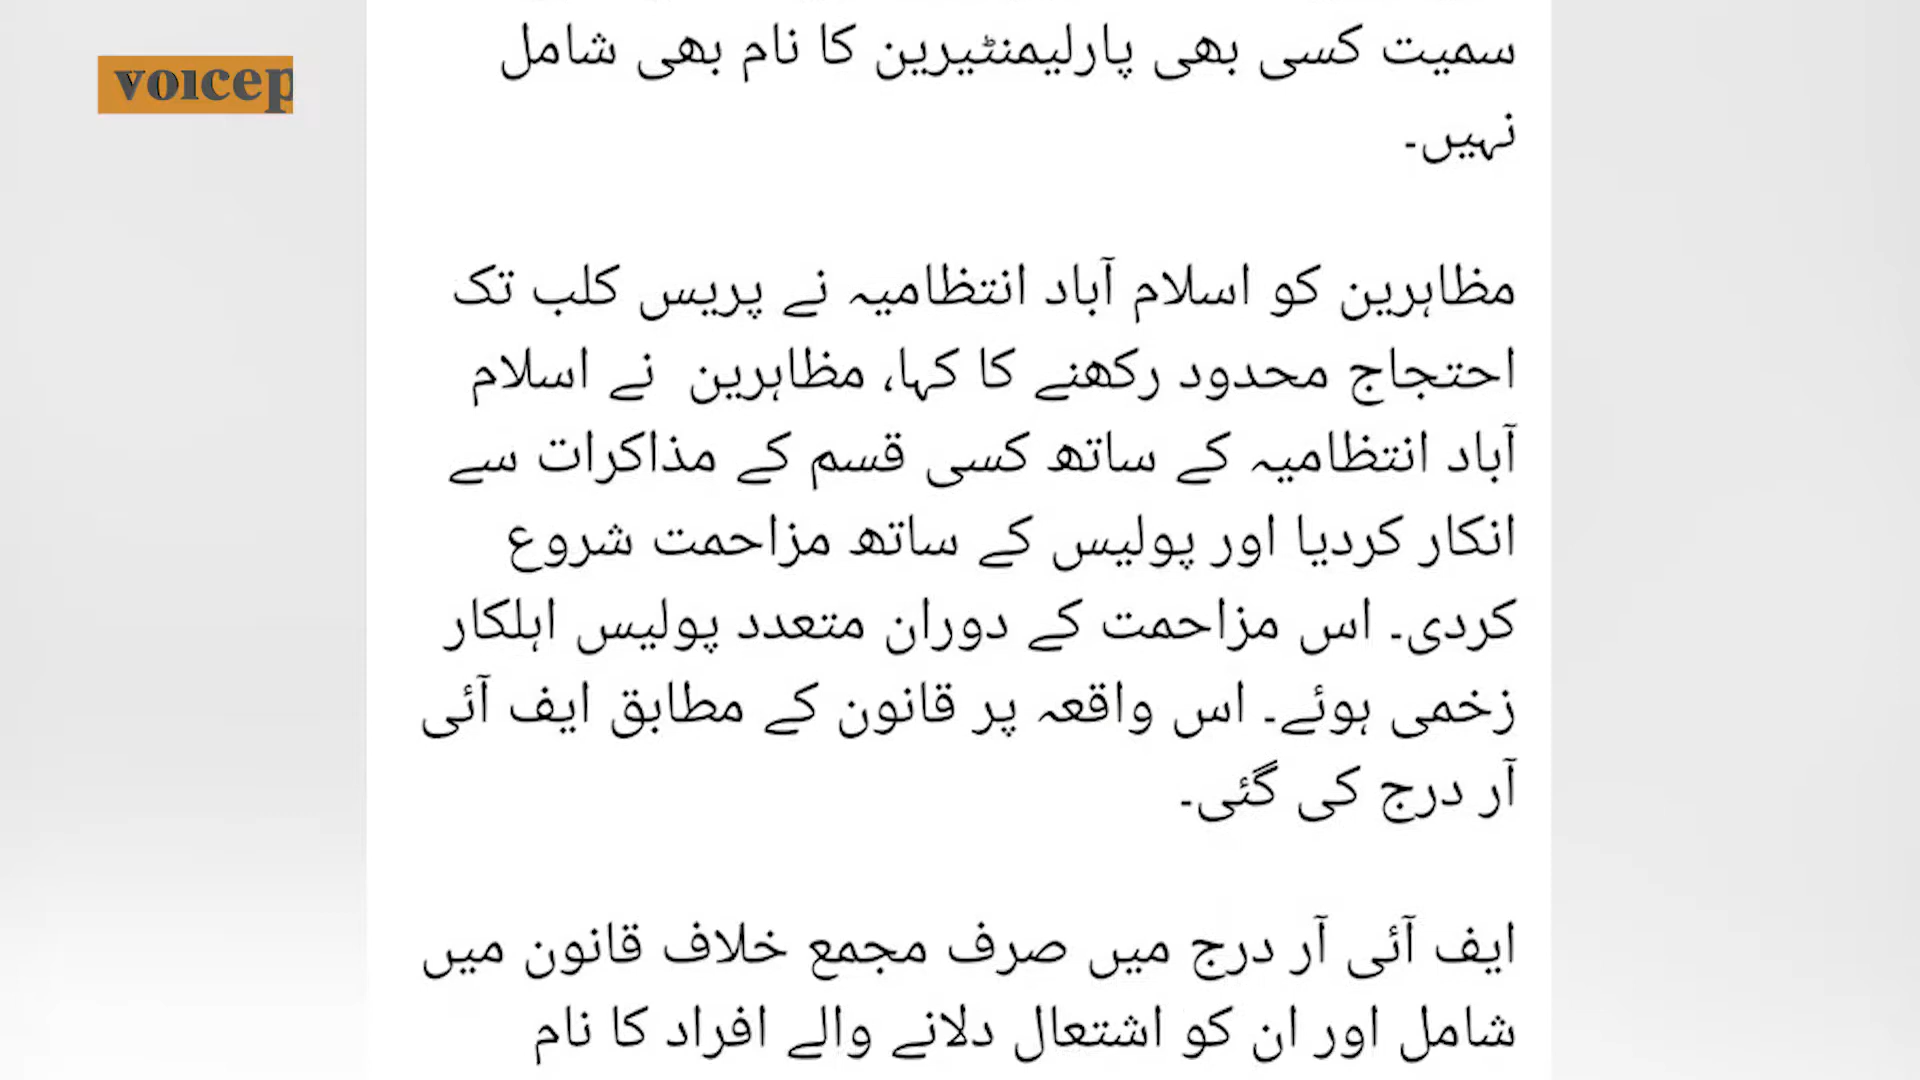 voicep
سمیت کسی بھی پارلیمنٹیرین کا نام بھی شامل
نہیں۔
مظاہرین کو اسلام آباد انتظامیہ نے پریس کلب تک
احتجاج محدود رکھنے کا کہا، مظاہرین نے اسلام
آباد انتظامیہ کے ساتھ کسی قسم کے مذاکرات سے
انکار کردیا اور پولیس کے ساتھ مزاحمت شروع
کردی۔ اس مزاحمت کے دوران متعدد پولیس اہلکار
زخمی ہوئے۔ اس واقعہ پر قانون کے مطابق ایف آئی
آر درج کی گئی۔
ایف آئی آر درج میں صرف مجمع خلاف قانون میں
شامل اور ان کو اشتعال دلانے والے افراد کا نام